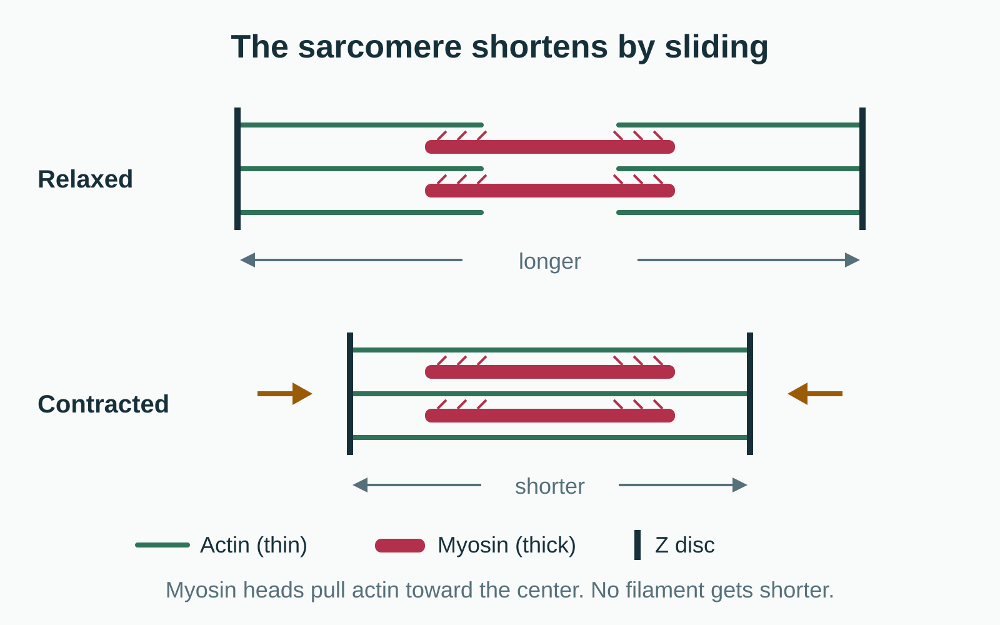 The sarcomere shortens by sliding
Relaxed
longer
Contracted
shorter
Actin (thin)
Myosin (thick)
Z disc
Myosin heads pull actin toward the center. No filament gets shorter.